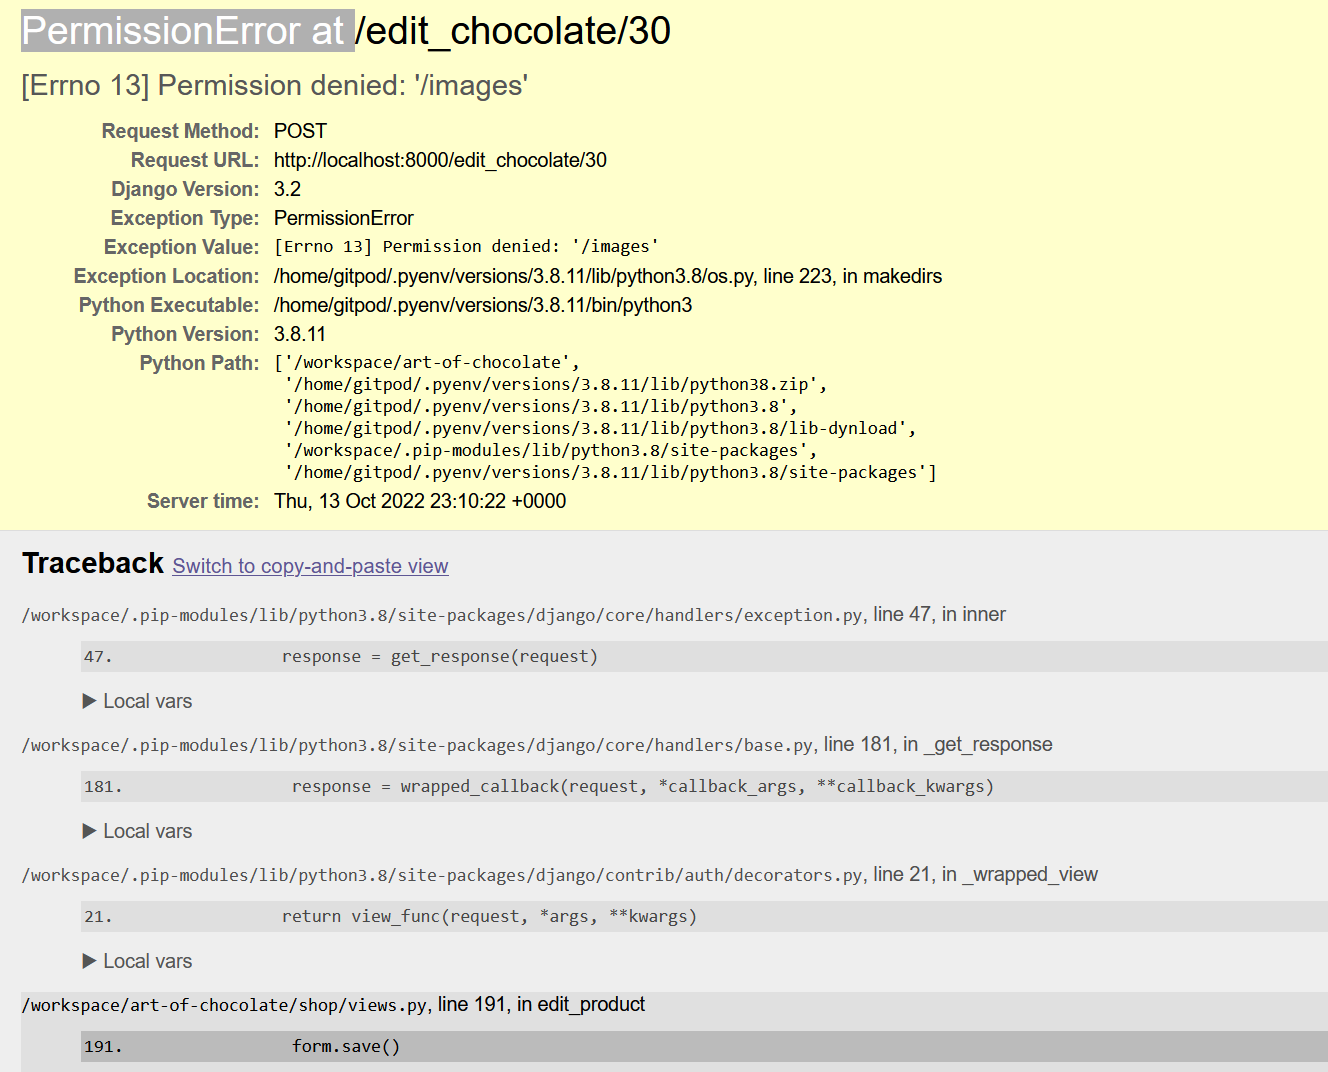 PermissionError at /edit_chocolate/30
[Errno 13] Permission denied: '/images'
Request Method: POST
Request URL: http://localhost:8000/edit_chocolate/30
Django Version: 3.2
Exception Type: PermissionError
Exception Value: [Errno 13] Permission denied: '/images'
Exception Location: /home/gitpod/.pyenv/versions/3.8.11/lib/python3.8/os.py, line 223, in makedirs
Python Executable: /home/gitpod/.pyenv/versions/3.8.11/bin/python3
Python Version: 3.8.11
Python Path: ['/workspace/art-of-chocolate',
'/home/gitpod/.pyenv/versions/3.8.11/lib/python38.zip',
'/home/gitpod/.pyenv/versions/3.8.11/lib/python3.8',
'/home/gitpod/.pyenv/versions/3.8.11/lib/python3.8/lib-dynload',
'/workspace/.pip-modules/lib/python3.8/site-packages',
'/home/gitpod/.pyenv/versions/3.8.11/lib/python3.8/site-packages']
Server time: Thu, 13 Oct 2022 23:10:22 +0000
Traceback Switch to copy-and-paste view
/workspace/.pip-modules/lib/python3.8/site-packages/django/core/handlers/exception.py, line 47, in inner
47. response = get_response(request)
▶ Local vars
/workspace/.pip-modules/lib/python3.8/site-packages/django/core/handlers/base.py, line 181, in _get_response
181. response = wrapped_callback(request, *callback_args, **callback_kwargs)
▶ Local vars
/workspace/.pip-modules/lib/python3.8/site-packages/django/contrib/auth/decorators.py, line 21, in _wrapped_view
21. return view_func(request, *args, **kwargs)
▶ Local vars
/workspace/art-of-chocolate/shop/views.py, line 191, in edit_product
191. form.save()